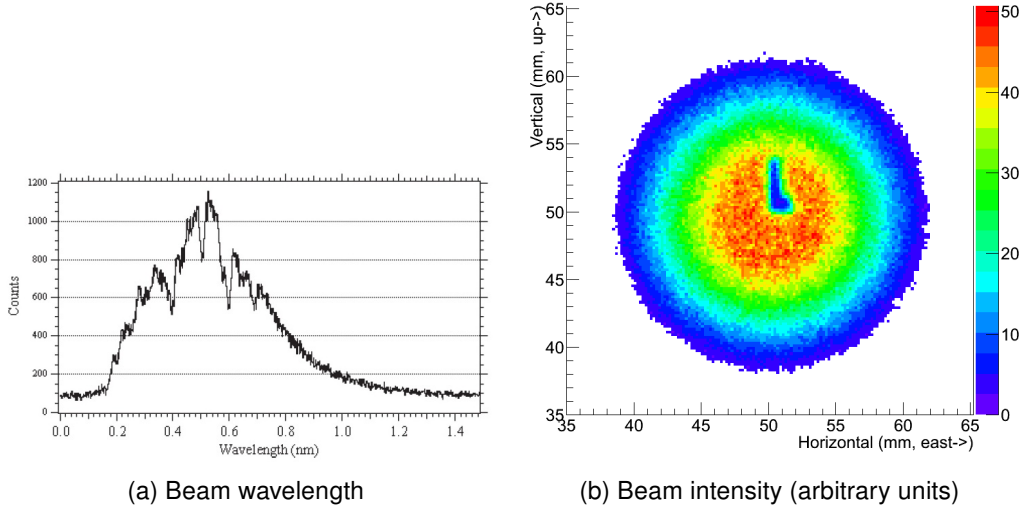 1200
1000
800
600
400
200
0
Counts
0.0 0.2 0.4 0.6 0.8 1.0 1.2 1.4
Wavelength (nm)
(a) Beam wavelength
65
60
55
50
45
40
35
Vertical (mm, up->)
35 40 45 50 55 60 65
Horizontal (mm, east->)
50
40
30
20
10
0
(b) Beam intensity (arbitrary units)